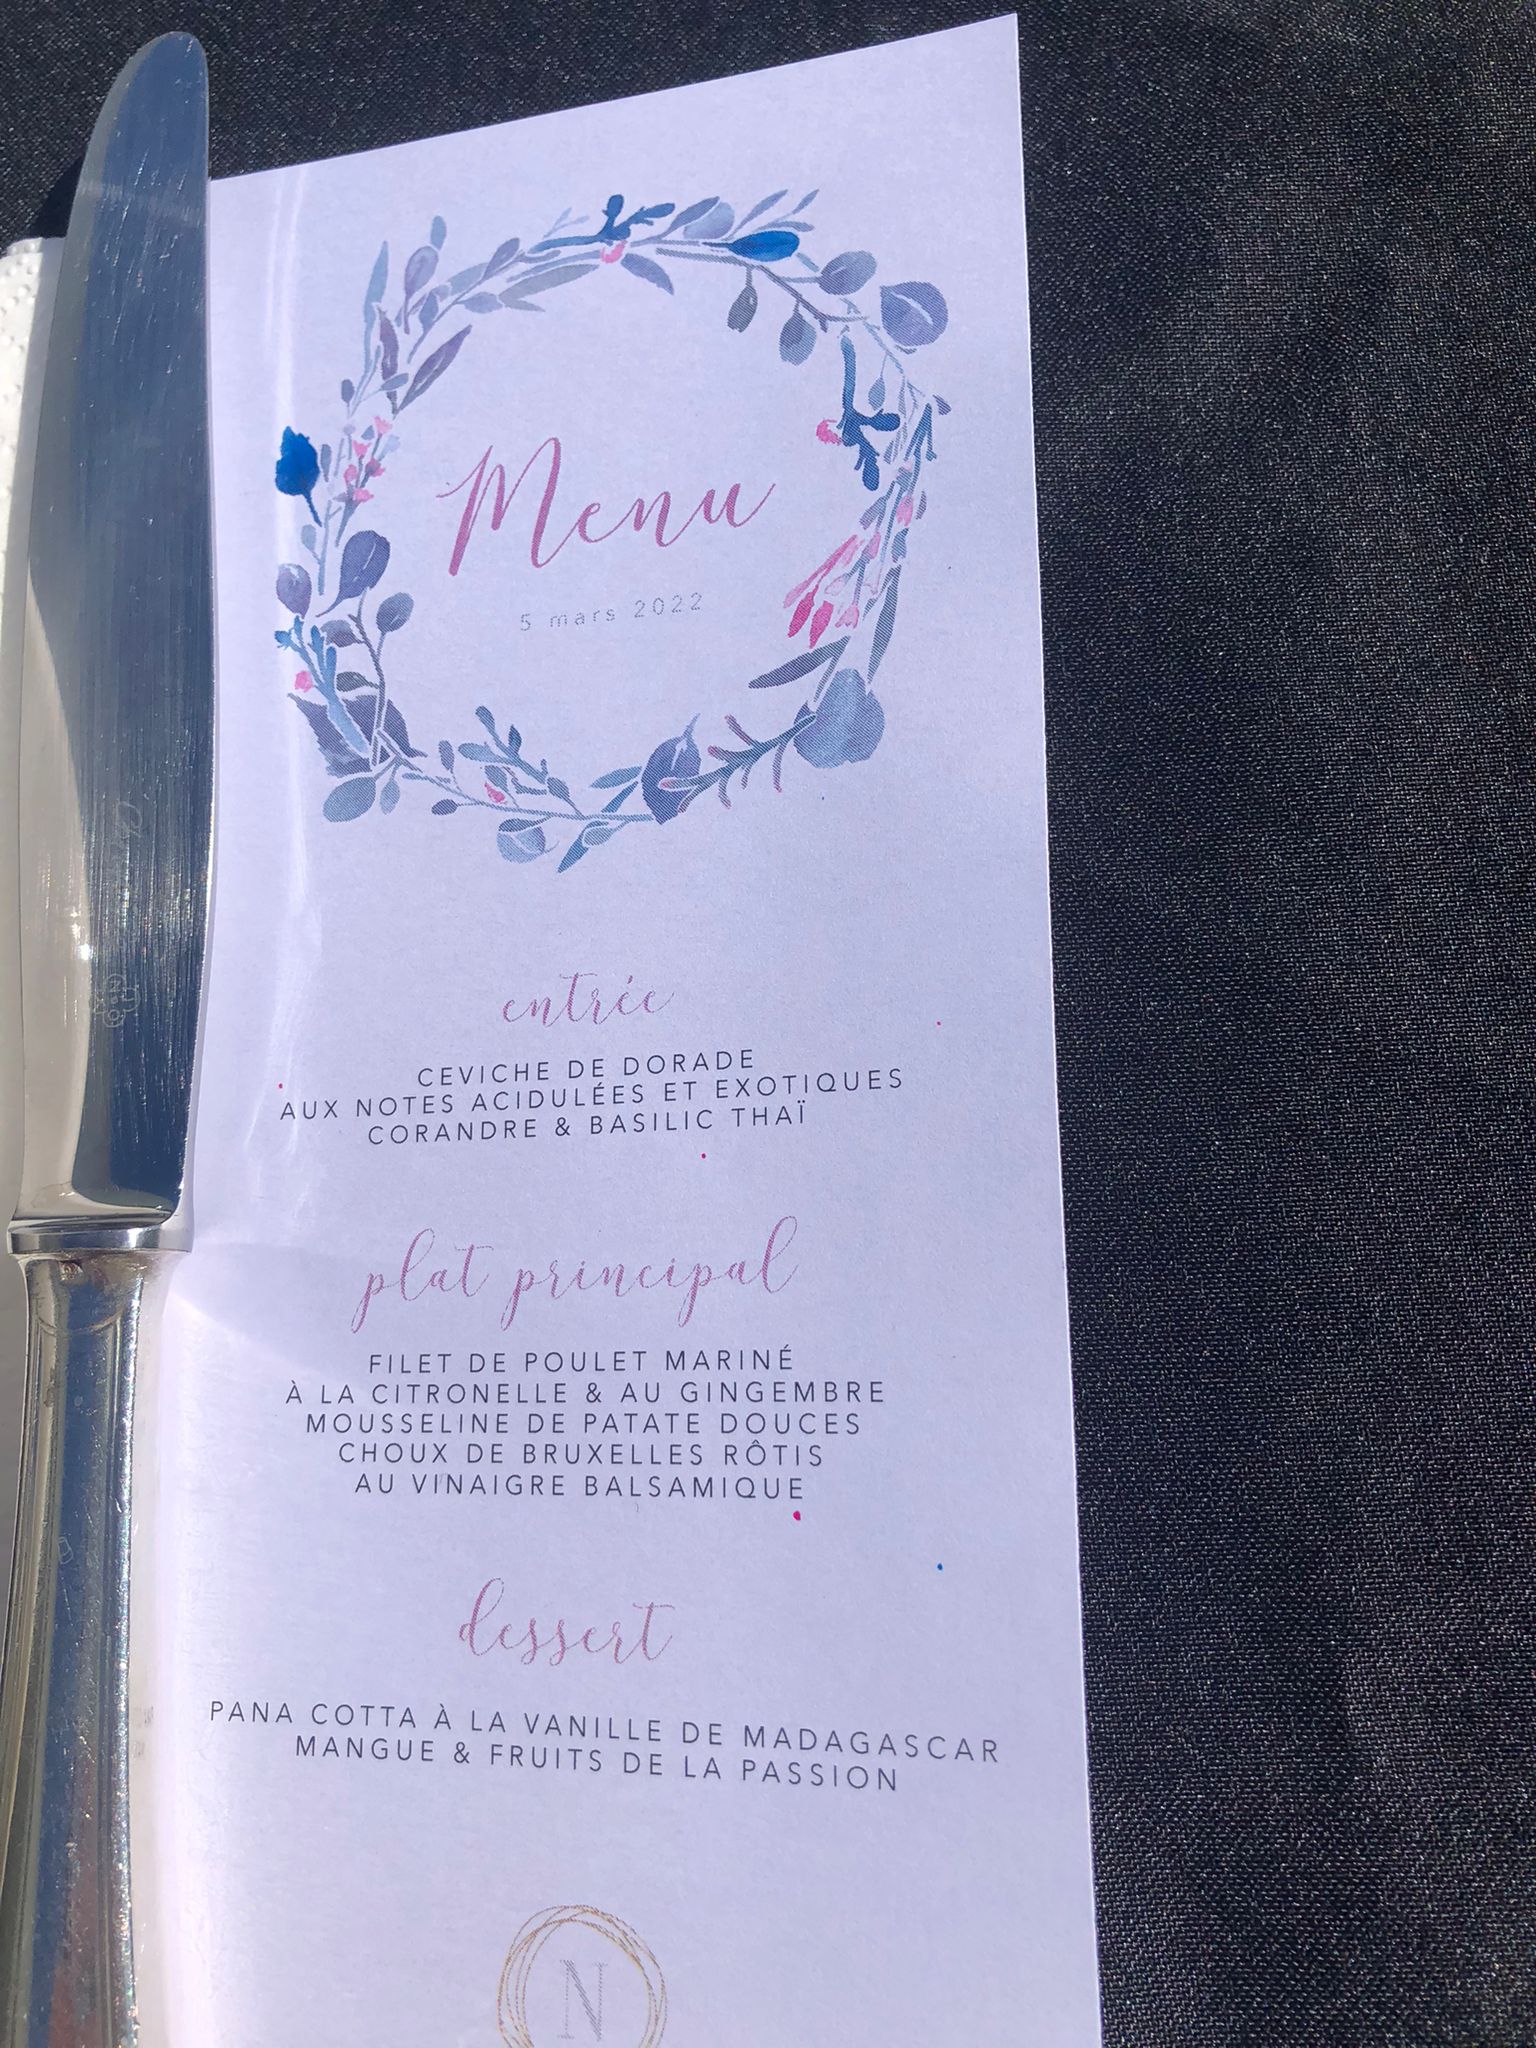 Menu
5 mars 2022
entrée
CEVICHE DE DORADE
AUX NOTES ACIDULÉES ET EXOTIQUES
CORANDRE & BASILIC THAÏ
plat principal
FILET DE POULET MARINÉ
À LA CITRONELLE & AU GINGEMBRE
MOUSSELINE DE PATATE DOUCES
CHOUX DE BRUXELLES RÔTIS
AU VINAIGRE BALSAMIQUE
dessert
PANA COTTA À LA VANILLE DE MADAGASCAR
MANGUE & FRUITS DE LA PASSION
N